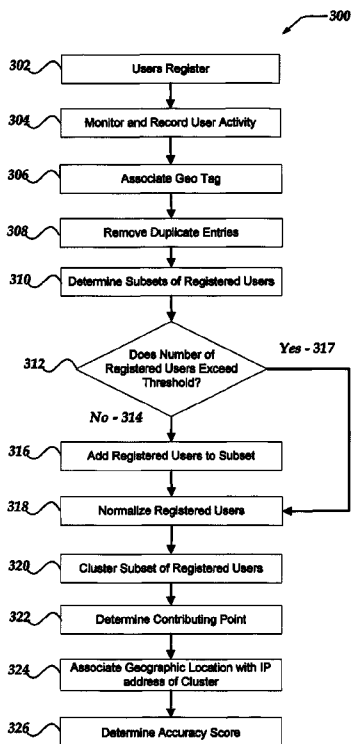 300
302
Users Register
304
Monitor and Record User Activity
306
Associate Geo Tag
308
Remove Duplicate Entries
310
Determine Subsets of Registered Users
312
Does Number of
Registered Users Exceed
Threshold?
Yes - 317
No - 314
316
Add Registered Users to Subset
318
Normalize Registered Users
320
Cluster Subset of Registered Users
322
Determine Contributing Point
324
Associate Geographic Location with IP
address of Cluster
326
Determine Accuracy Score